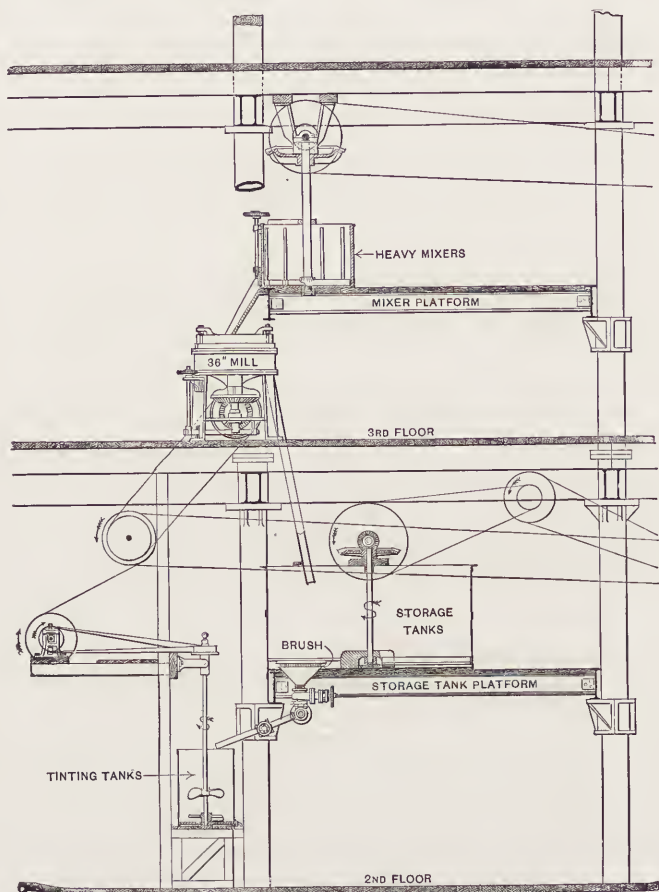 HEAVY MIXERS
MIXER PLATFORM
36" MILL
3RD FLOOR
STORAGE
TANKS
BRUSH
STORAGE TANK PLATFORM
TINTING TANKS
2ND FLOOR